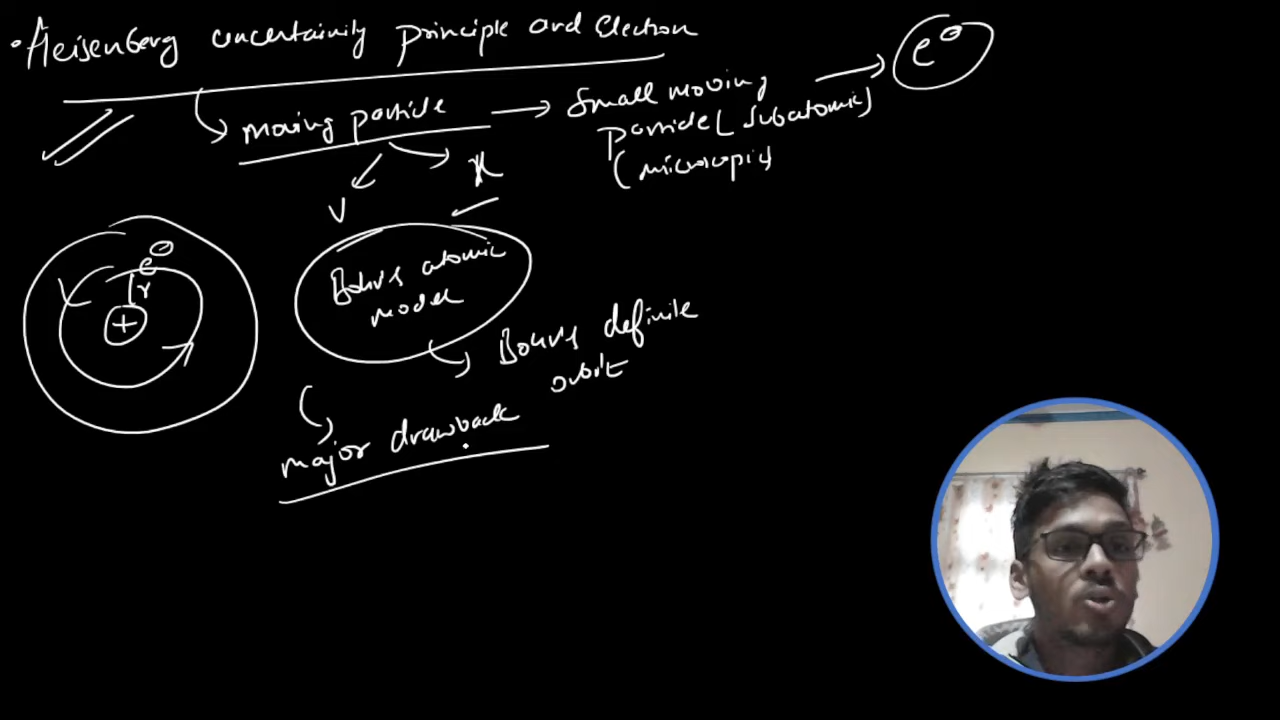 • Heisenberg uncertainity principle and Electron
moving particle → small moving
particle (subatomic)
(microscopic)
e⊖
v
x
e⊖
r
+
Bohr's atomic
model
Bohr's definite
orbit
major drawback